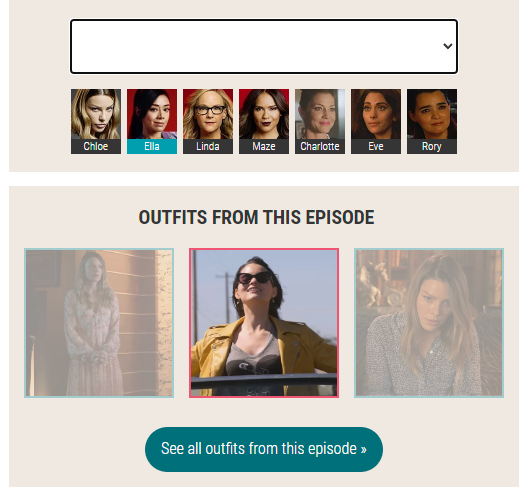 Chloe Ella Linda Maze Charlotte Eve Rory
OUTFITS FROM THIS EPISODE
See all outfits from this episode »